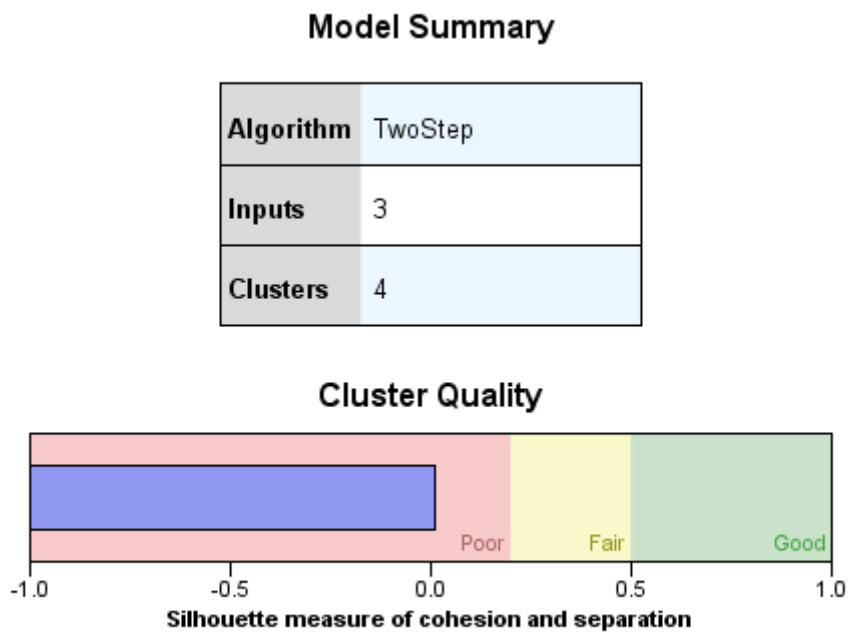 Model Summary
Algorithm TwoStep
Inputs 3
Clusters 4
Cluster Quality
Poor Fair Good
-1.0 -0.5 0.0 0.5 1.0
Silhouette measure of cohesion and separation